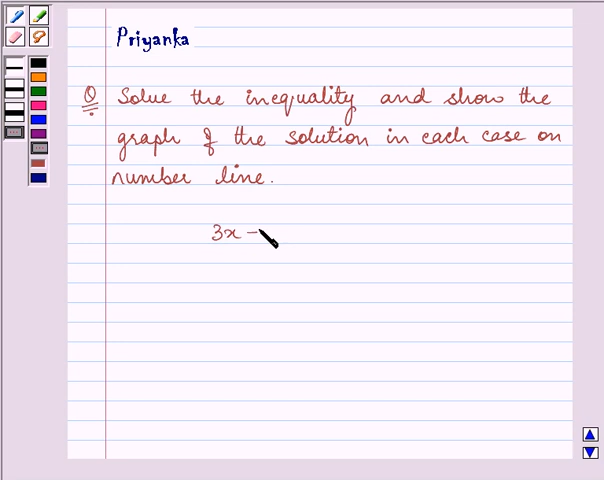 Priyanka
Q Solve the inequality and show the
graph of the solution in each case on
number line.
3x -